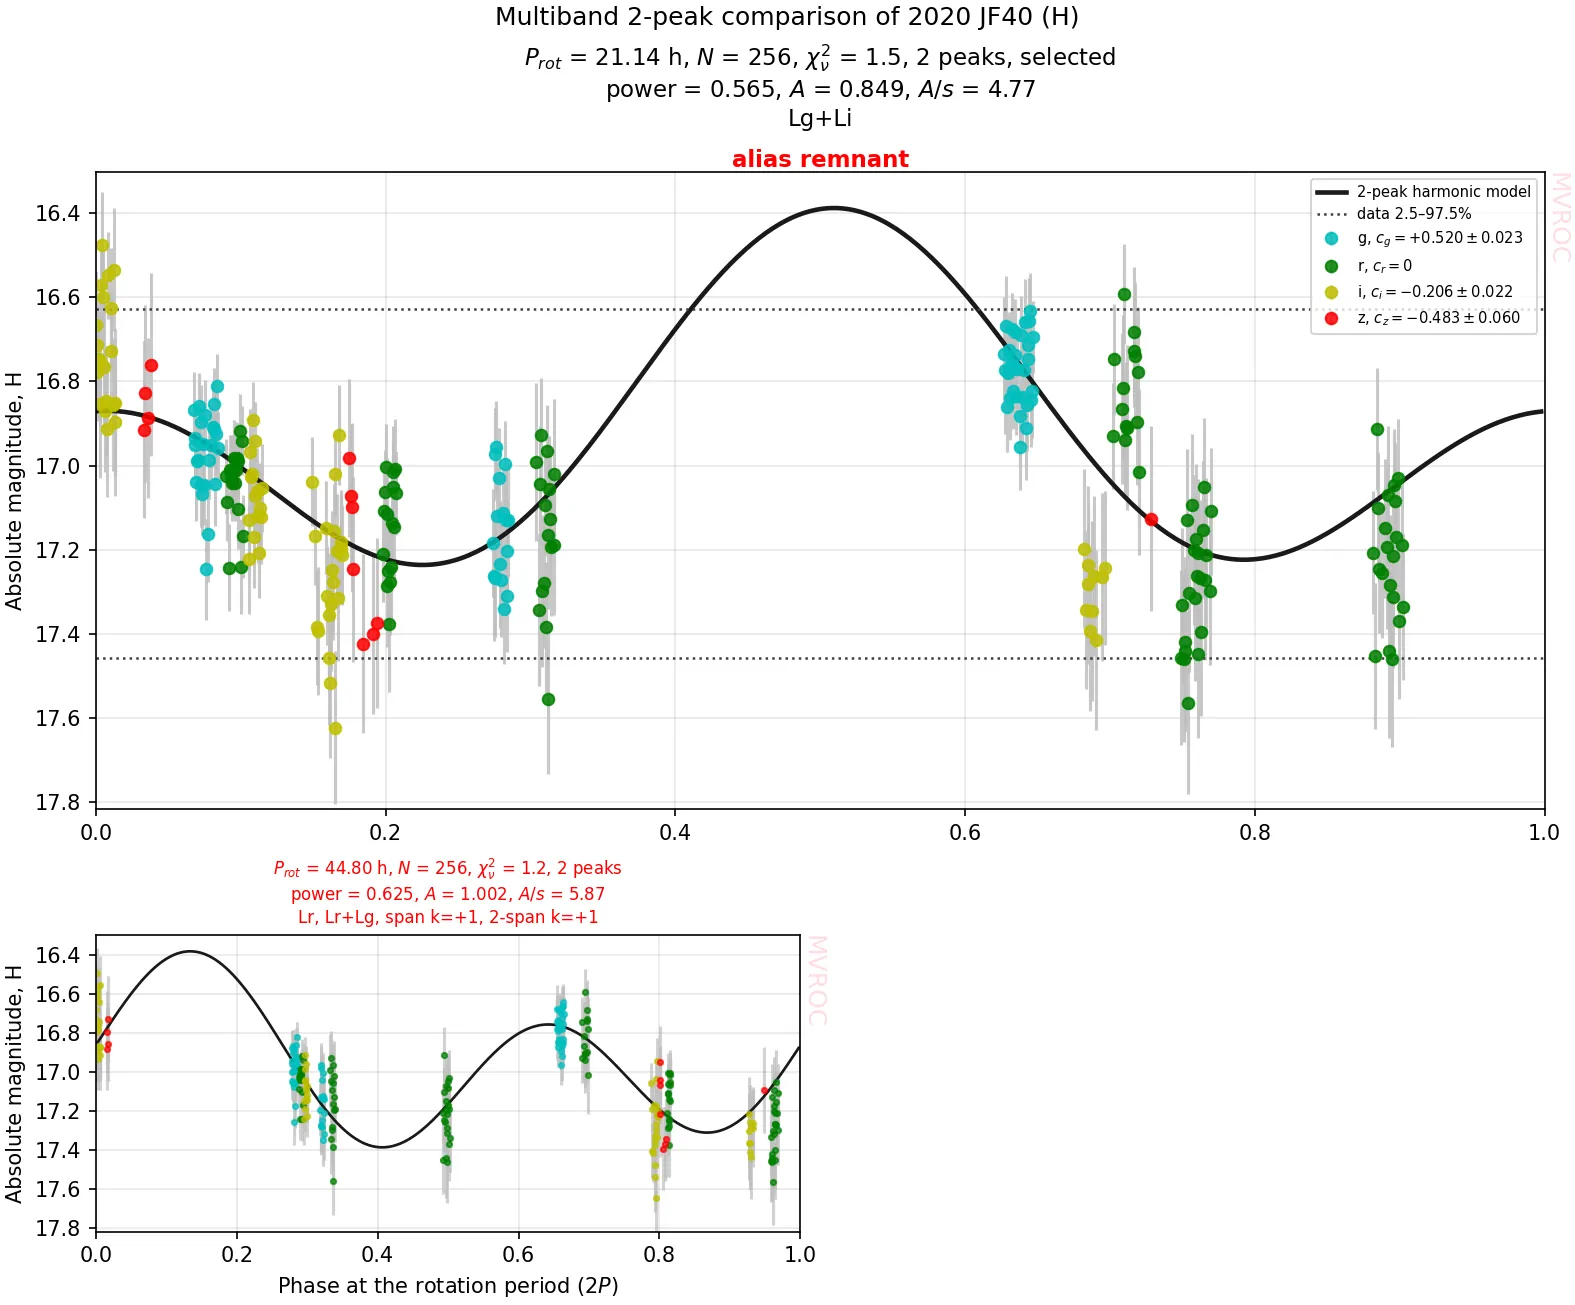 Multiband 2-peak comparison of 2020 JF40 (H)
P_rot = 21.14 h, N = 256, χ²_ν = 1.5, 2 peaks, selected
power = 0.565, A = 0.849, A/s = 4.77
Lg+Li
alias remnant
MVROC
2-peak harmonic model
data 2.5–97.5%
g, c_g = +0.520 ± 0.023
r, c_r = 0
i, c_i = −0.206 ± 0.022
z, c_z = −0.483 ± 0.060
Absolute magnitude, H
16.4
16.6
16.8
17.0
17.2
17.4
17.6
17.8
0.0 0.2 0.4 0.6 0.8 1.0
P_rot = 44.80 h, N = 256, χ²_ν = 1.2, 2 peaks
power = 0.625, A = 1.002, A/s = 5.87
Lr, Lr+Lg, span k=+1, 2-span k=+1
MVROC
Absolute magnitude, H
16.4
16.6
16.8
17.0
17.2
17.4
17.6
17.8
0.0 0.2 0.4 0.6 0.8 1.0
Phase at the rotation period (2P)